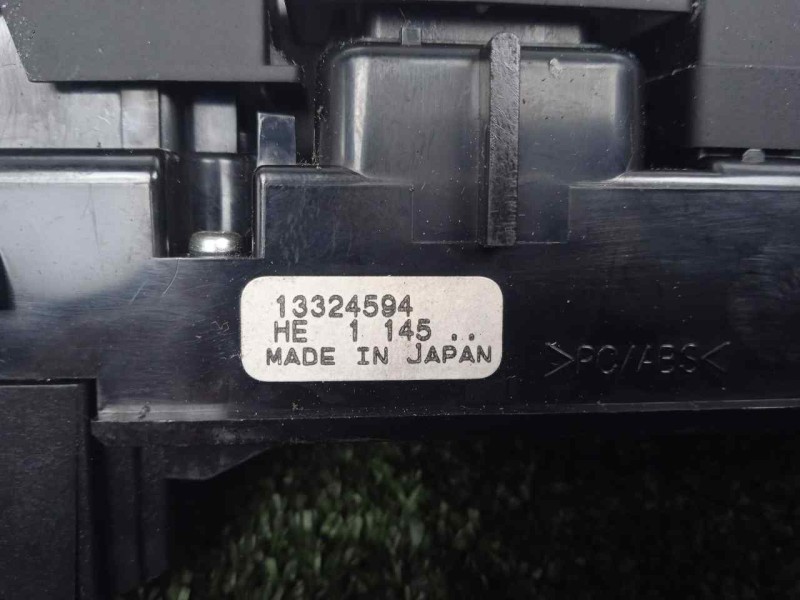 13324594
HE 1 145 ..
MADE IN JAPAN
>PC/ABS<